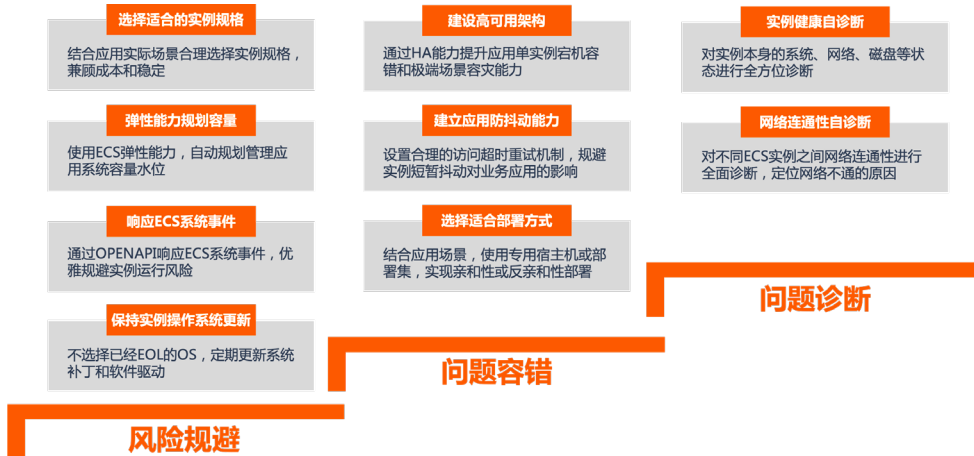 选择适合的实例规格
结合应用实际场景合理选择实例规格，
兼顾成本和稳定
弹性能力规划容量
使用ECS弹性能力，自动规划管理应
用系统容量水位
响应ECS系统事件
通过OPENAPI响应ECS系统事件，优
雅规避实例运行风险
保持实例操作系统更新
不选择已经EOL的OS，定期更新系统
补丁和软件驱动
风险规避
建设高可用架构
通过HA能力提升应用单实例宕机容
错和极端场景容灾能力
建立应用防抖动能力
设置合理的访问超时重试机制，规避
实例短暂抖动对业务应用的影响
选择适合部署方式
结合应用场景，使用专用宿主机或部
署集，实现亲和性或反亲和性部署
问题容错
实例健康自诊断
对实例本身的系统、网络、磁盘等状
态进行全方位诊断
网络连通性自诊断
对不同ECS实例之间网络连通性进行
全面诊断，定位网络不通的原因
问题诊断